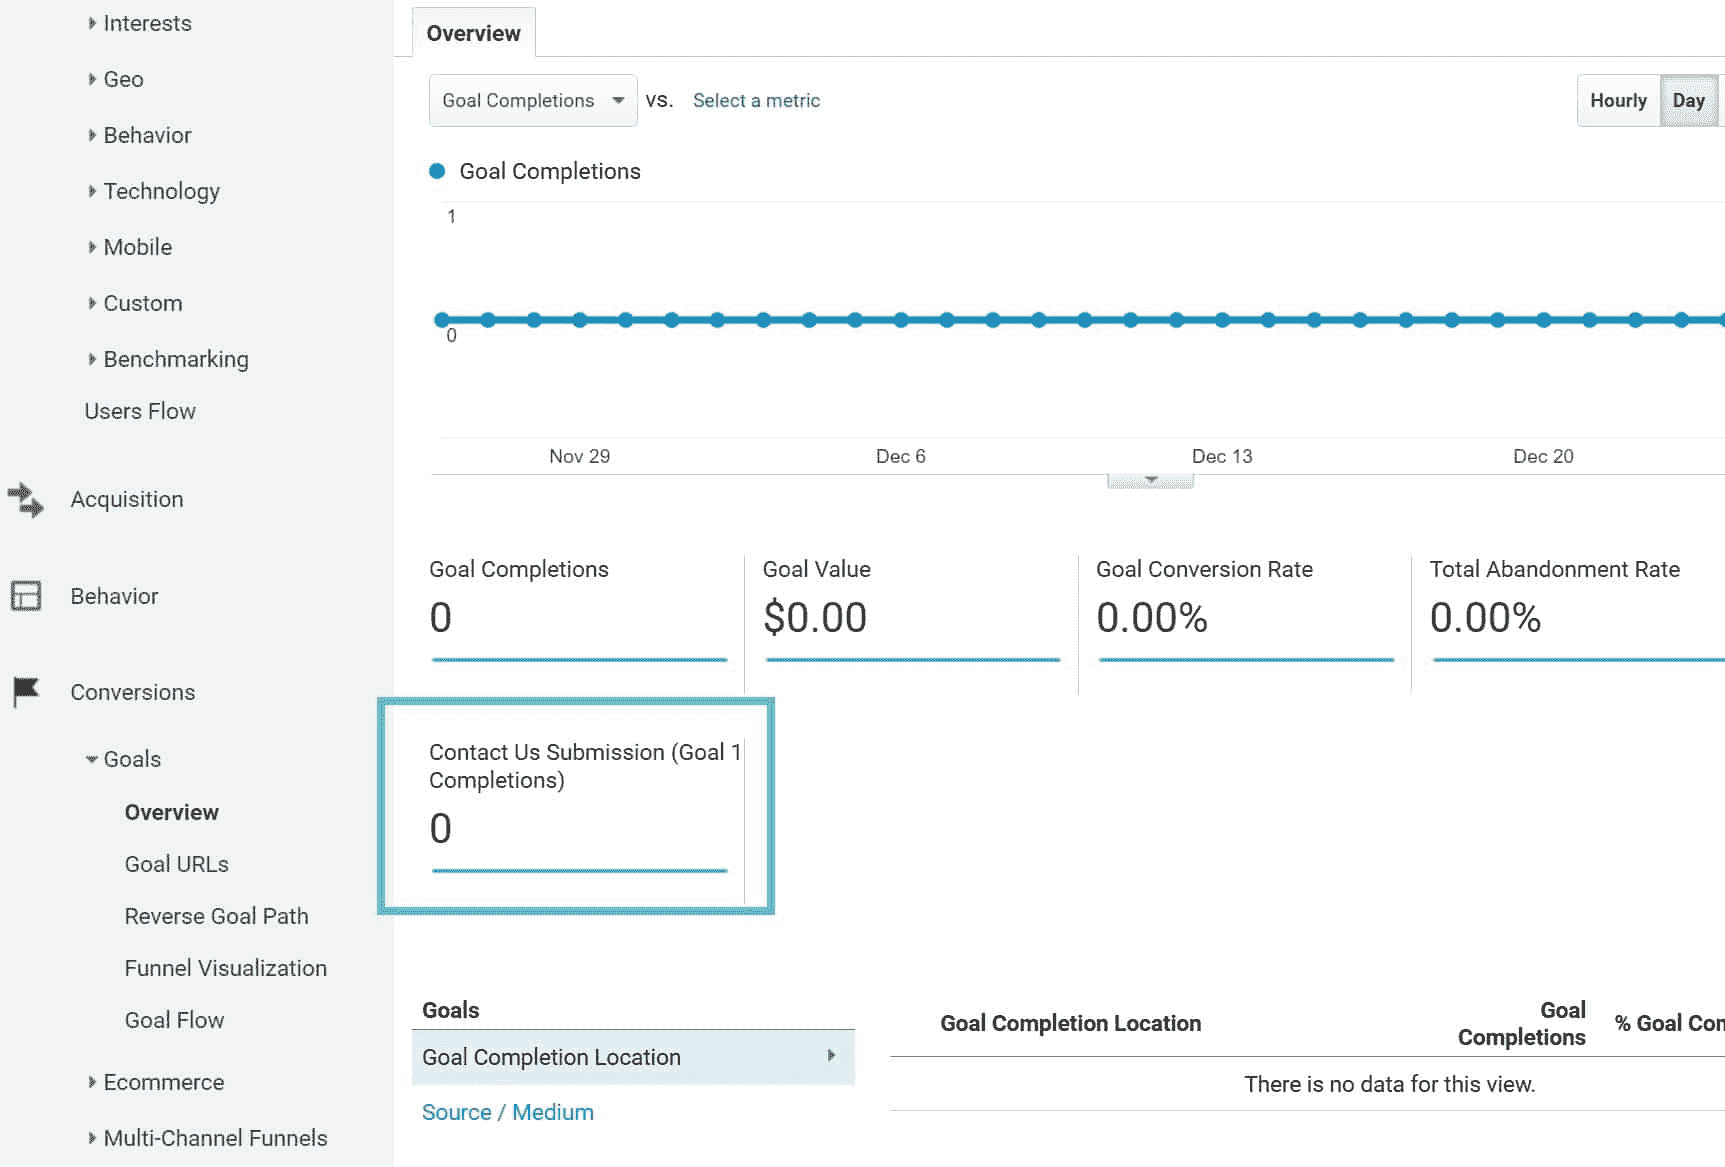 Interests
Geo
Behavior
Technology
Mobile
Custom
Benchmarking
Users Flow
Acquisition
Behavior
Conversions
Goals
Overview
Goal URLs
Reverse Goal Path
Funnel Visualization
Goal Flow
Ecommerce
Multi-Channel Funnels
Overview
Goal Completions vs. Select a metric
Hourly Day
Goal Completions
1
0
Nov 29 Dec 6 Dec 13 Dec 20
Goal Completions
0
Goal Value
$0.00
Goal Conversion Rate
0.00%
Total Abandonment Rate
0.00%
Contact Us Submission (Goal 1
Completions)
0
Goals
Goal Completion Location
Source / Medium
Goal Completion Location
Goal
Completions
% Goal
There is no data for this view.